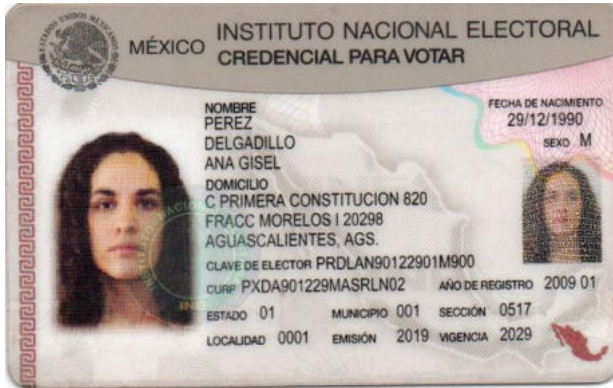 MÉXICO
INSTITUTO NACIONAL ELECTORAL
CREDENCIAL PARA VOTAR
NOMBRE
PEREZ
DELGADILLO
ANA GISEL
FECHA DE NACIMIENTO
29/12/1990
SEXO M
DOMICILIO
C PRIMERA CONSTITUCION 820
FRACC MORELOS I 20298
AGUASCALIENTES, AGS.
CLAVE DE ELECTOR PRDLAN90122901M900
CURP PXDA901229MASRLN02 AÑO DE REGISTRO 2009 01
ESTADO 01 MUNICIPIO 001 SECCIÓN 0517
LOCALIDAD 0001 EMISIÓN 2019 VIGENCIA 2029